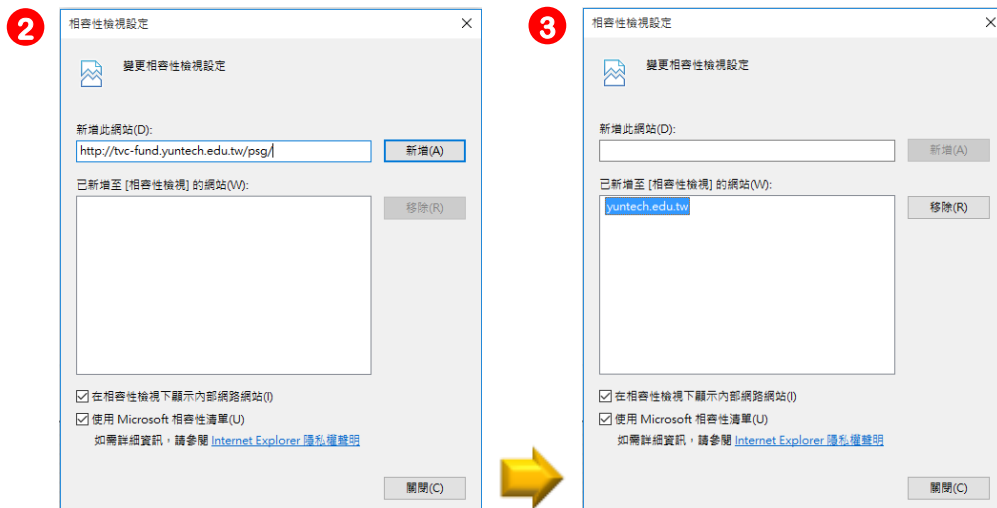 2
相容性檢視設定
變更相容性檢視設定
新增此網站(D):
http://tvc-fund.yuntech.edu.tw/psg/
新增(A)
已新增至 [相容性檢視] 的網站(W):
移除(R)
在相容性檢視下顯示內部網路網站(I)
使用 Microsoft 相容性清單(U)
如需詳細資訊，請參閱 Internet Explorer 隱私權聲明
關閉(C)
3
相容性檢視設定
變更相容性檢視設定
新增此網站(D):
新增(A)
已新增至 [相容性檢視] 的網站(W):
yuntech.edu.tw
移除(R)
在相容性檢視下顯示內部網路網站(I)
使用 Microsoft 相容性清單(U)
如需詳細資訊，請參閱 Internet Explorer 隱私權聲明
關閉(C)